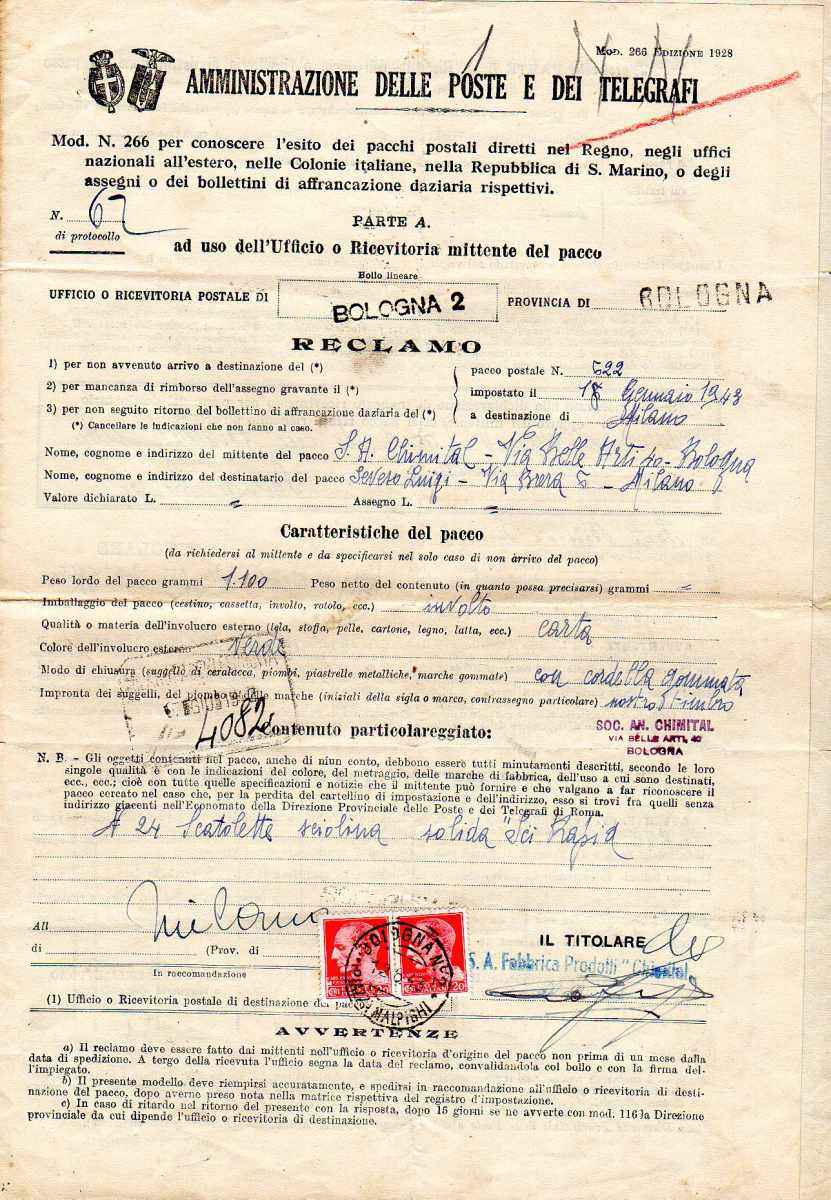 Mod. 266 Edizione 1928
AMMINISTRAZIONE DELLE POSTE E DEI TELEGRAFI
Mod. N. 266 per conoscere l'esito dei pacchi postali diretti nel Regno, negli uffici
nazionali all'estero, nelle Colonie italiane, nella Repubblica di S. Marino, o degli
assegni o dei bollettini di affrancazione daziaria rispettivi.
N. 62
di protocollo
PARTE A.
ad uso dell'Ufficio o Ricevitoria mittente del pacco
Bollo lineare
UFFICIO O RICEVITORIA POSTALE DI BOLOGNA 2 PROVINCIA DI BOLOGNA
RECLAMO
1) per non avvenuto arrivo a destinazione del (*) pacco postale N. 522
2) per mancanza di rimborso dell'assegno gravante il (*) impostato il 18 Gennaio 1943
3) per non seguito ritorno del bollettino di affrancazione daziaria del (*) a destinazione di Milano
(*) Cancellare le indicazioni che non fanno al caso.
Nome, cognome e indirizzo del mittente del pacco S. A. Chimital - Via Belle Arti 40 - Bologna
Nome, cognome e indirizzo del destinatario del pacco Seveso Luigi - Via Brera 5 - Milano
Valore dichiarato L. = Assegno L. =
Caratteristiche del pacco
(da richiedersi al mittente e da specificarsi nel solo caso di non arrivo del pacco)
Peso lordo del pacco grammi 1.100 Peso netto del contenuto (in quanto possa precisarsi) grammi =
Imballaggio del pacco (cestino, cassetta, involto, rotolo, ecc.) involto
Qualità o materia dell'involucro esterno (tela, stoffa, pelle, cartone, legno, latta, ecc.) carta
Colore dell'involucro esterno verde
Modo di chiusura (suggello di ceralacca, piombi, piastrelle metalliche, marche gommate) con cordella gommata
Impronta dei suggelli, del piombo o delle marche (iniziali della sigla o marca, contrassegno particolare) nostro timbro
4082
Contenuto particolareggiato:
SOC. AN. CHIMITAL
VIA BELLE ARTI, 40
BOLOGNA
N. B. - Gli oggetti contenuti nel pacco, anche di niun conto, debbono essere tutti minutamente descritti, secondo le loro
singole qualità e con le indicazioni del colore, del metraggio, delle marche di fabbrica, dell'uso a cui sono destinati,
ecc., ecc.; cioè con tutte quelle specificazioni e notizie che il mittente può fornire e che valgano a far riconoscere il
pacco cercato nel caso che, per la perdita del cartellino di impostazione e dell'indirizzo, esso si trovi fra quelli senza
indirizzo giacenti nell'Economato della Direzione Provinciale delle Poste e dei Telegrafi di Roma.
N 24 Scatolette sciolina solida "Sci Rapid
All Milano
di (Prov. di
IL TITOLARE
S. A. Fabbrica Prodotti "Chimital
In raccomandazione
BOLOGNA N. 2
MALPIGHI
(1) Ufficio o Ricevitoria postale di destinazione del pacco
AVVERTENZE
a) Il reclamo deve essere fatto dai mittenti nell'ufficio o ricevitoria d'origine del pacco non prima di un mese dalla
data di spedizione. A tergo della ricevuta l'ufficio segna la data del reclamo, convalidandola col bollo e con la firma del-
l'impiegato.
b) Il presente modello deve riempirsi accuratamente, e spedirsi in raccomandazione all'ufficio o ricevitoria di desti-
nazione del pacco, dopo averne preso nota nella matrice rispettiva del registro d'impostazione.
c) In caso di ritardo nel ritorno del presente con la risposta, dopo 15 giorni se ne avverte con mod. 1163a Direzione
provinciale da cui dipende l'ufficio o ricevitoria di destinazione.